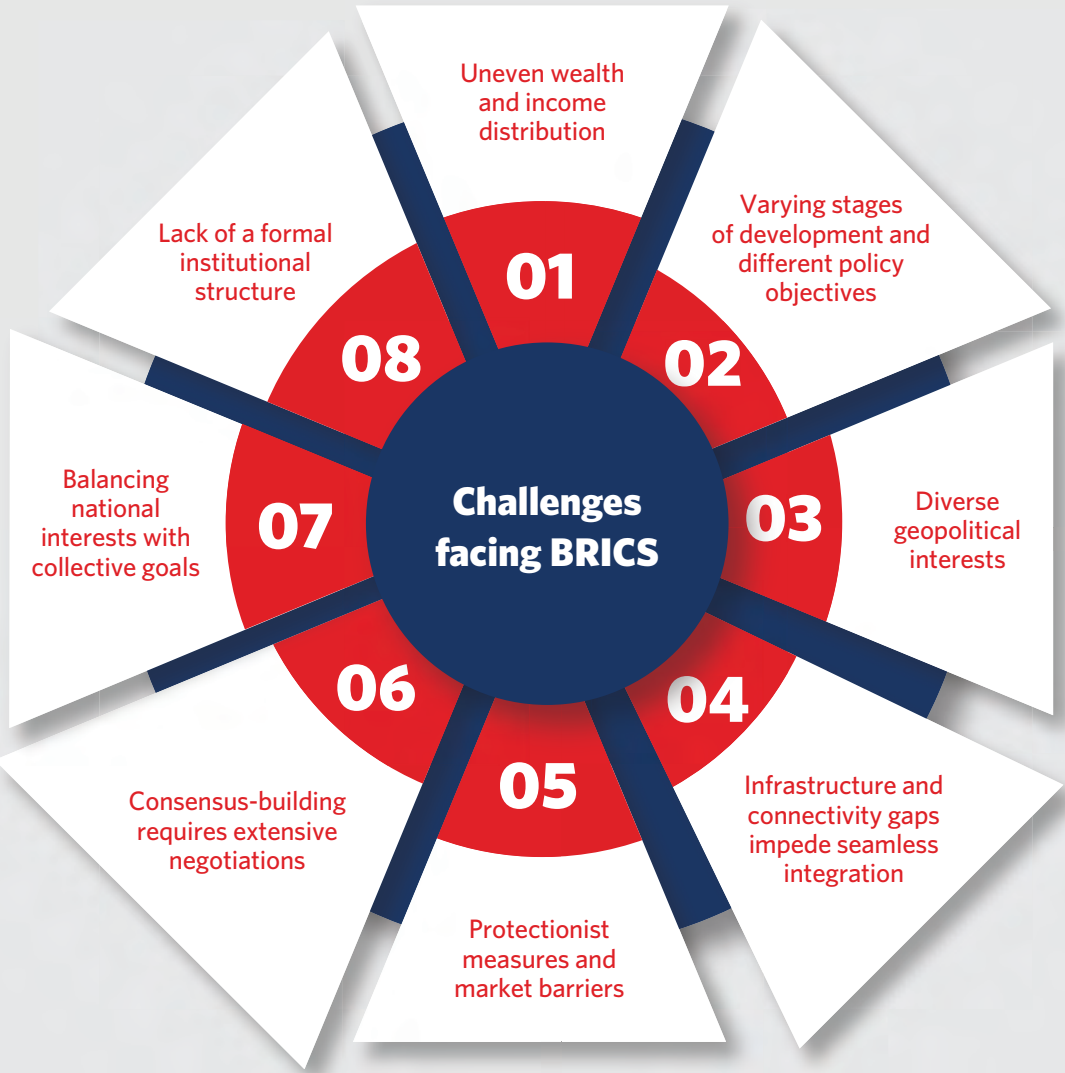 Challenges
facing BRICS
01
Uneven wealth
and income
distribution
02
Varying stages
of development and
different policy
objectives
03
Diverse
geopolitical
interests
04
Infrastructure and
connectivity gaps
impede seamless
integration
05
Protectionist
measures and
market barriers
06
Consensus-building
requires extensive
negotiations
07
Balancing
national
interests with
collective goals
08
Lack of a formal
institutional
structure